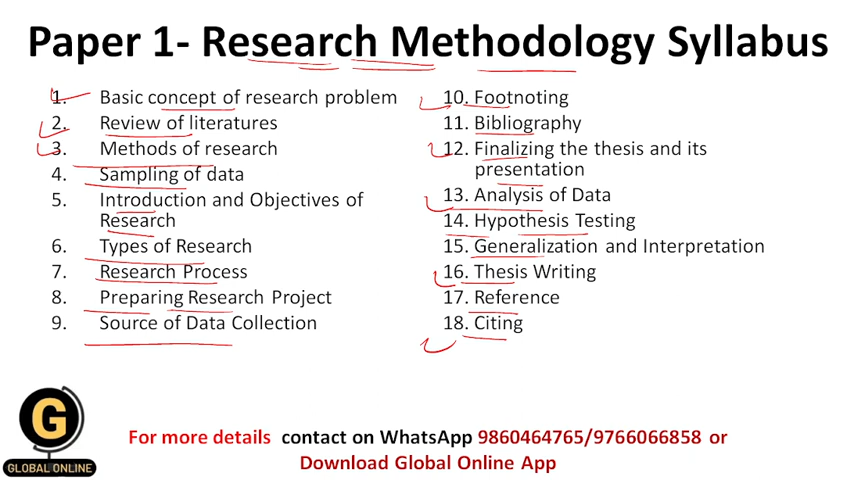 Paper 1- Research Methodology Syllabus
1. Basic concept of research problem
2. Review of literatures
3. Methods of research
4. Sampling of data
5. Introduction and Objectives of
Research
6. Types of Research
7. Research Process
8. Preparing Research Project
9. Source of Data Collection
10. Footnoting
11. Bibliography
12. Finalizing the thesis and its
presentation
13. Analysis of Data
14. Hypothesis Testing
15. Generalization and Interpretation
16. Thesis Writing
17. Reference
18. Citing
G
GLOBAL ONLINE
For more details contact on WhatsApp 9860464765/9766066858 or
Download Global Online App